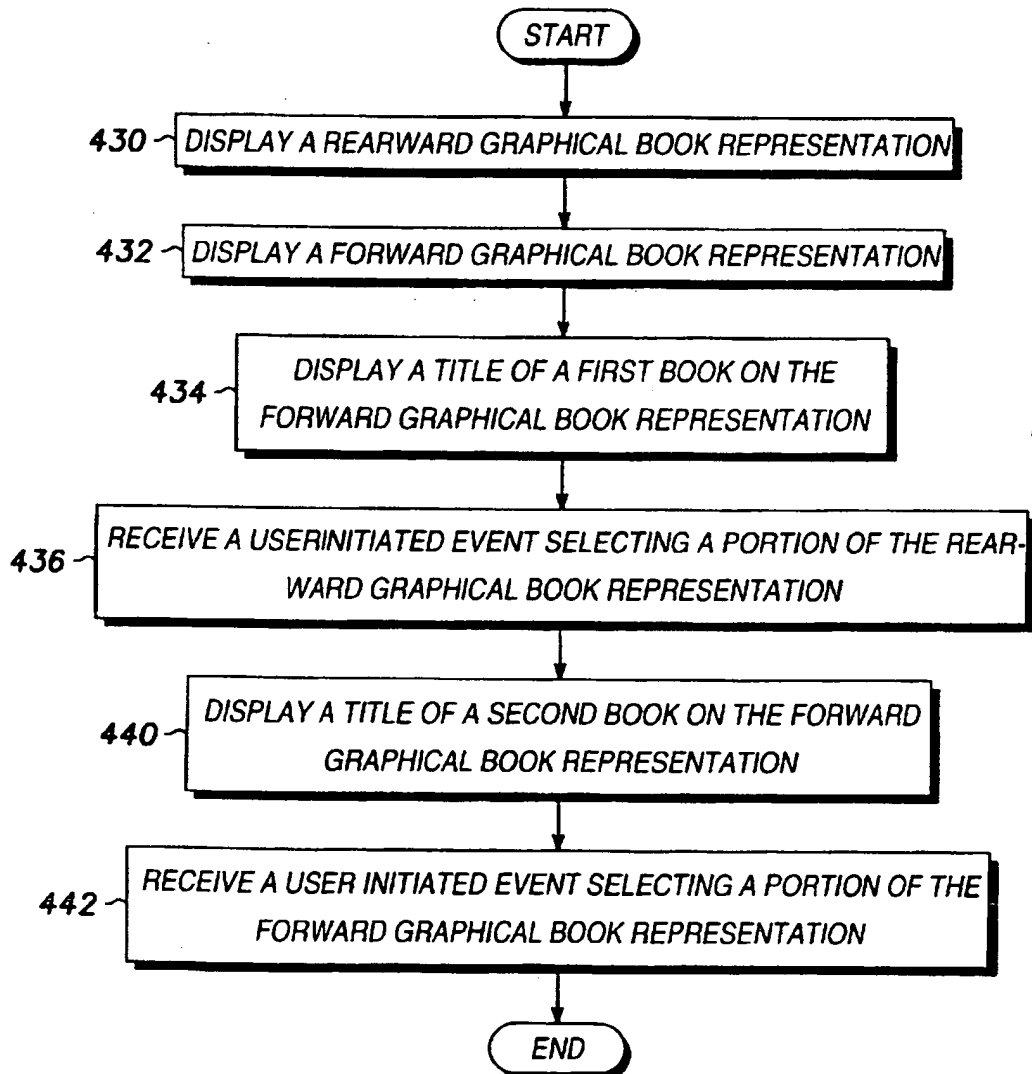 START
430 DISPLAY A REARWARD GRAPHICAL BOOK REPRESENTATION
432 DISPLAY A FORWARD GRAPHICAL BOOK REPRESENTATION
434 DISPLAY A TITLE OF A FIRST BOOK ON THE
FORWARD GRAPHICAL BOOK REPRESENTATION
436 RECEIVE A USERINITIATED EVENT SELECTING A PORTION OF THE REAR-
WARD GRAPHICAL BOOK REPRESENTATION
440 DISPLAY A TITLE OF A SECOND BOOK ON THE FORWARD
GRAPHICAL BOOK REPRESENTATION
442 RECEIVE A USER INITIATED EVENT SELECTING A PORTION OF THE
FORWARD GRAPHICAL BOOK REPRESENTATION
END